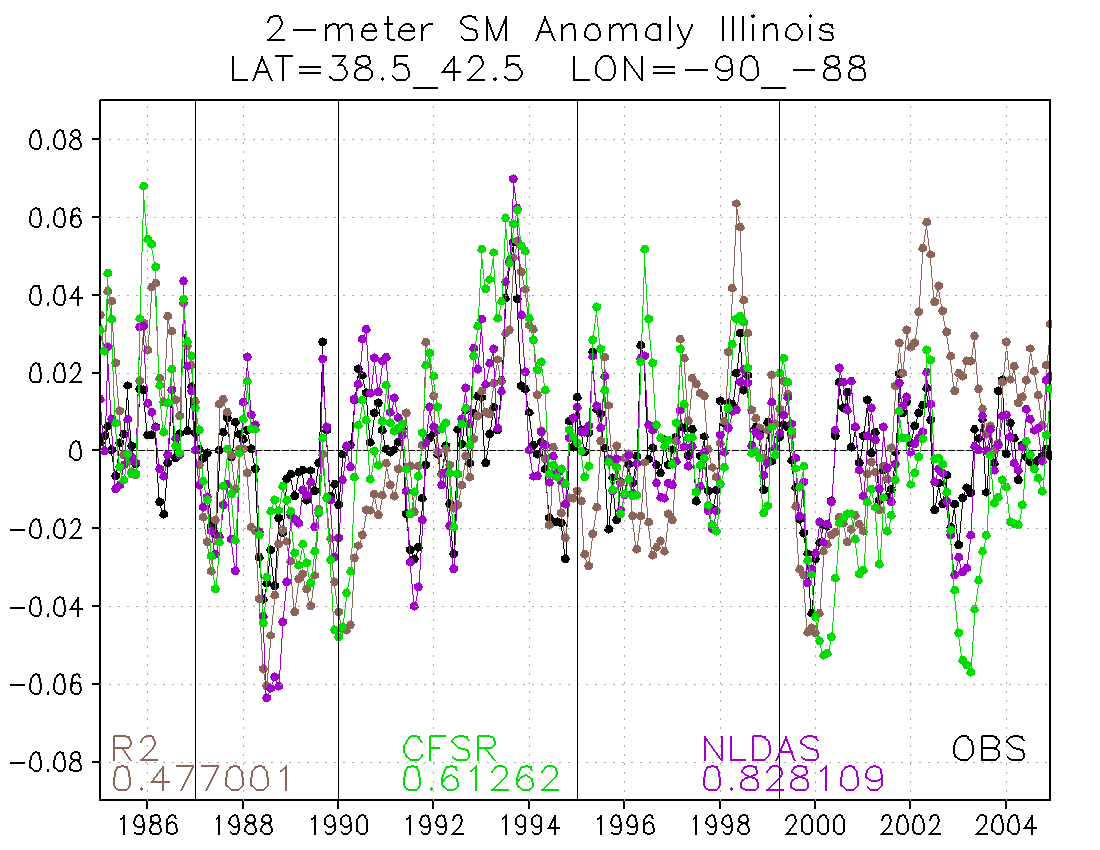 2-meter SM Anomaly Illinois
LAT=38.5_42.5 LON=-90_-88
0.08
0.06
0.04
0.02
0
-0.02
-0.04
-0.06
-0.08
R2 CFSR NLDAS OBS
0.477001 0.61262 0.828109
1986 1988 1990 1992 1994 1996 1998 2000 2002 2004